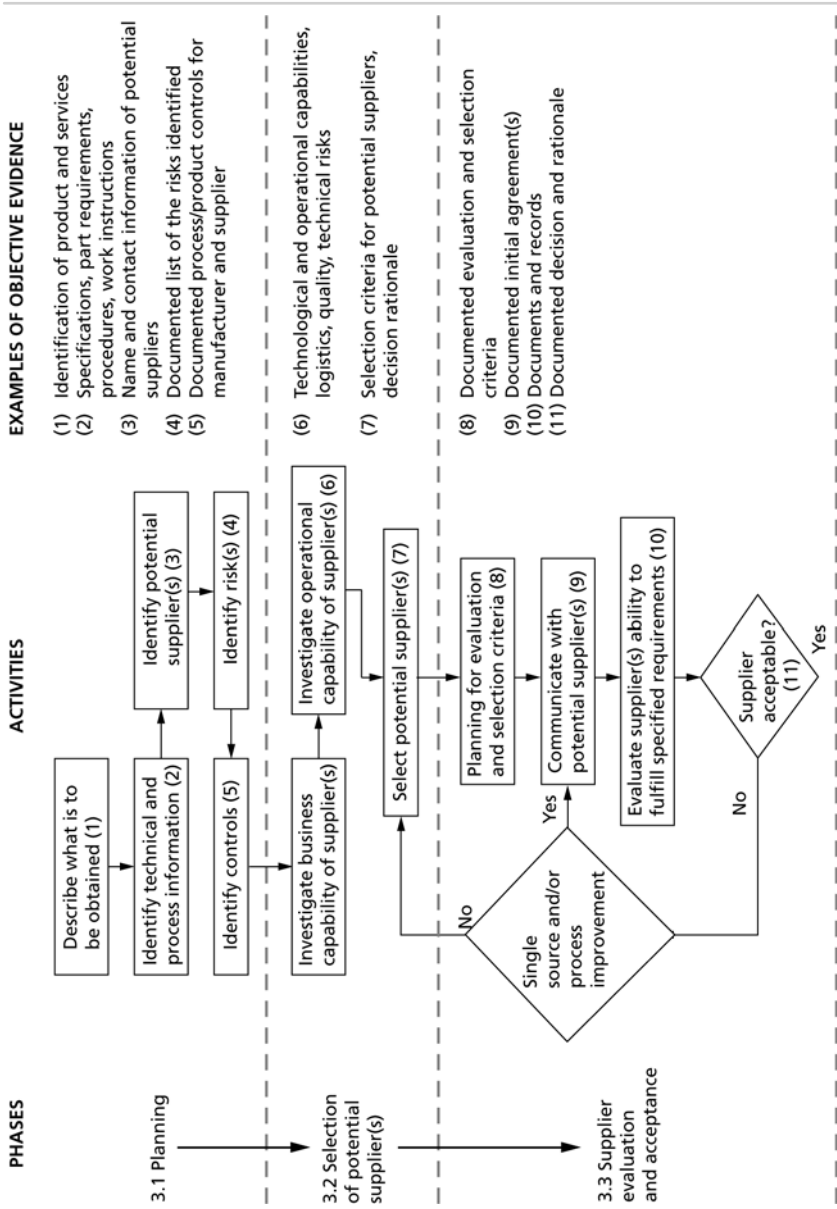 PHASES
ACTIVITIES
EXAMPLES OF OBJECTIVE EVIDENCE
3.1 Planning
Describe what is to
be obtained (1)
Identify technical and
process information (2)
Identify potential
supplier(s) (3)
Identify risk(s) (4)
Identify controls (5)
(1) Identification of product and services
(2) Specifications, part requirements,
procedures, work instructions
(3) Name and contact information of potential
suppliers
(4) Documented list of the risks identified
(5) Documented process/product controls for
manufacturer and supplier
3.2 Selection
of potential
supplier(s)
Investigate business
capability of supplier(s)
Investigate operational
capability of supplier(s) (6)
Select potential supplier(s) (7)
(6) Technological and operational capabilities,
logistics, quality, technical risks
(7) Selection criteria for potential suppliers,
decision rationale
3.3 Supplier
evaluation
and acceptance
Planning for evaluation
and selection criteria (8)
No
Single
source and/or
process
improvement
Yes
Communicate with
potential supplier(s) (9)
Evaluate supplier(s) ability to
fulfill specified requirements (10)
No
Supplier
acceptable?
(11)
Yes
(8) Documented evaluation and selection
criteria
(9) Documented initial agreement(s)
(10) Documents and records
(11) Documented decision and rationale